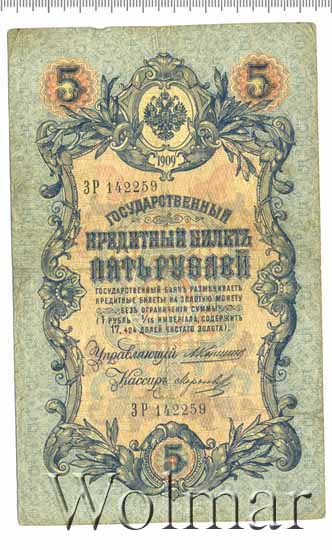 5 5
1909
ЗР 142259
ГОСУДАРСТВЕННЫЙ
КРЕДИТНЫЙ БИЛЕТЪ
ПЯТЬ РУБЛЕЙ
ГОСУДАРСТВЕННЫЙ БАНКЪ РАЗМѢНИВАЕТЪ
КРЕДИТНЫЕ БИЛЕТЫ НА ЗОЛОТУЮ МОНЕТУ
БЕЗЪ ОГРАНИЧЕНІЯ СУММЫ
(1 РУБЛЬ = 1/15 ИМПЕРІАЛА, СОДЕРЖИТЪ
17,424 ДОЛЕЙ ЧИСТАГО ЗОЛОТА).
Управляющій
Кассиръ
ЗР 142259
5
Wolmar